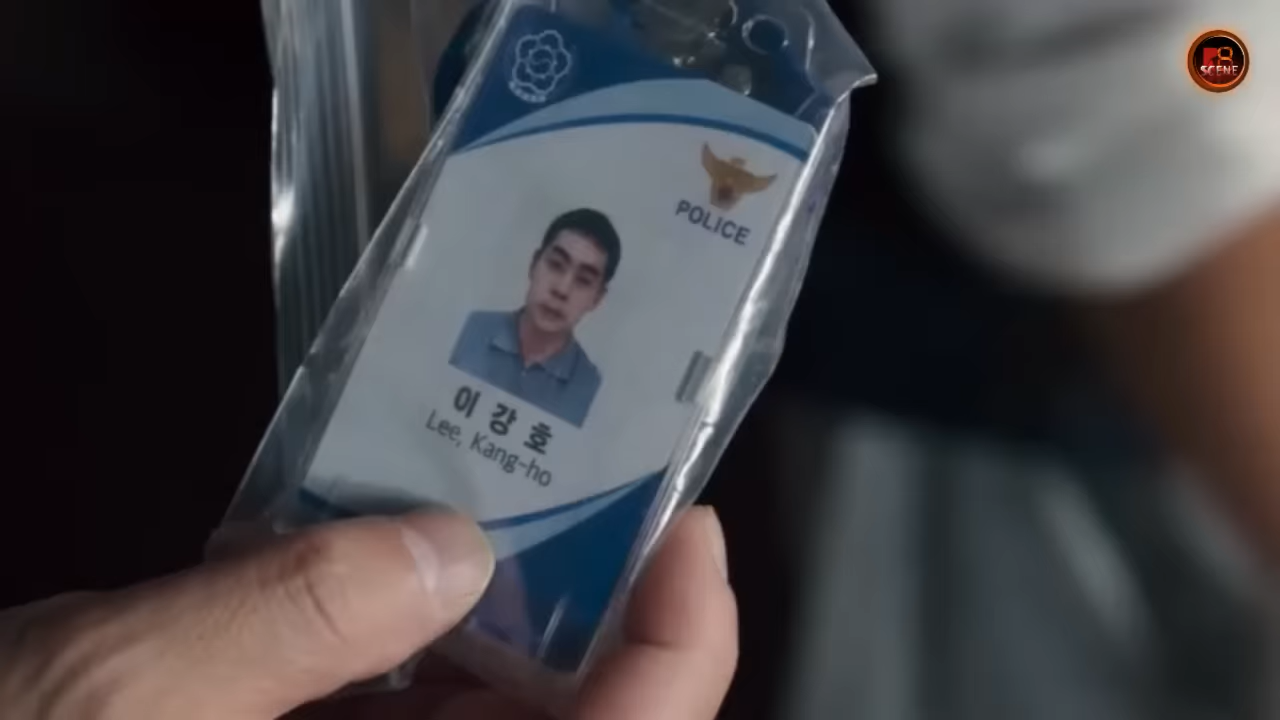 SCENE
POLICE
이 강 호
Lee, Kang-ho